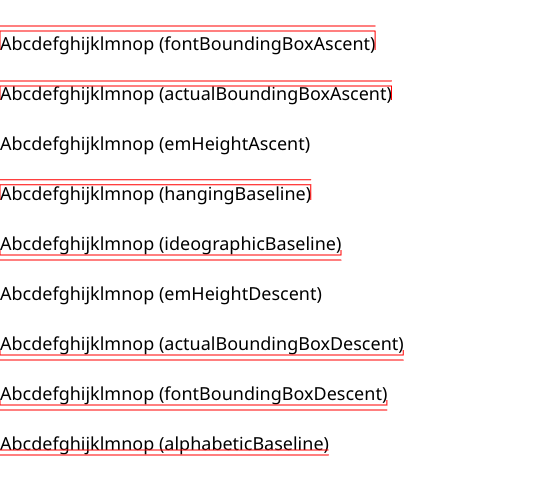 Abcdefghijklmnop (fontBoundingBoxAscent)
Abcdefghijklmnop (actualBoundingBoxAscent)
Abcdefghijklmnop (emHeightAscent)
Abcdefghijklmnop (hangingBaseline)
Abcdefghijklmnop (ideographicBaseline)
Abcdefghijklmnop (emHeightDescent)
Abcdefghijklmnop (actualBoundingBoxDescent)
Abcdefghijklmnop (fontBoundingBoxDescent)
Abcdefghijklmnop (alphabeticBaseline)